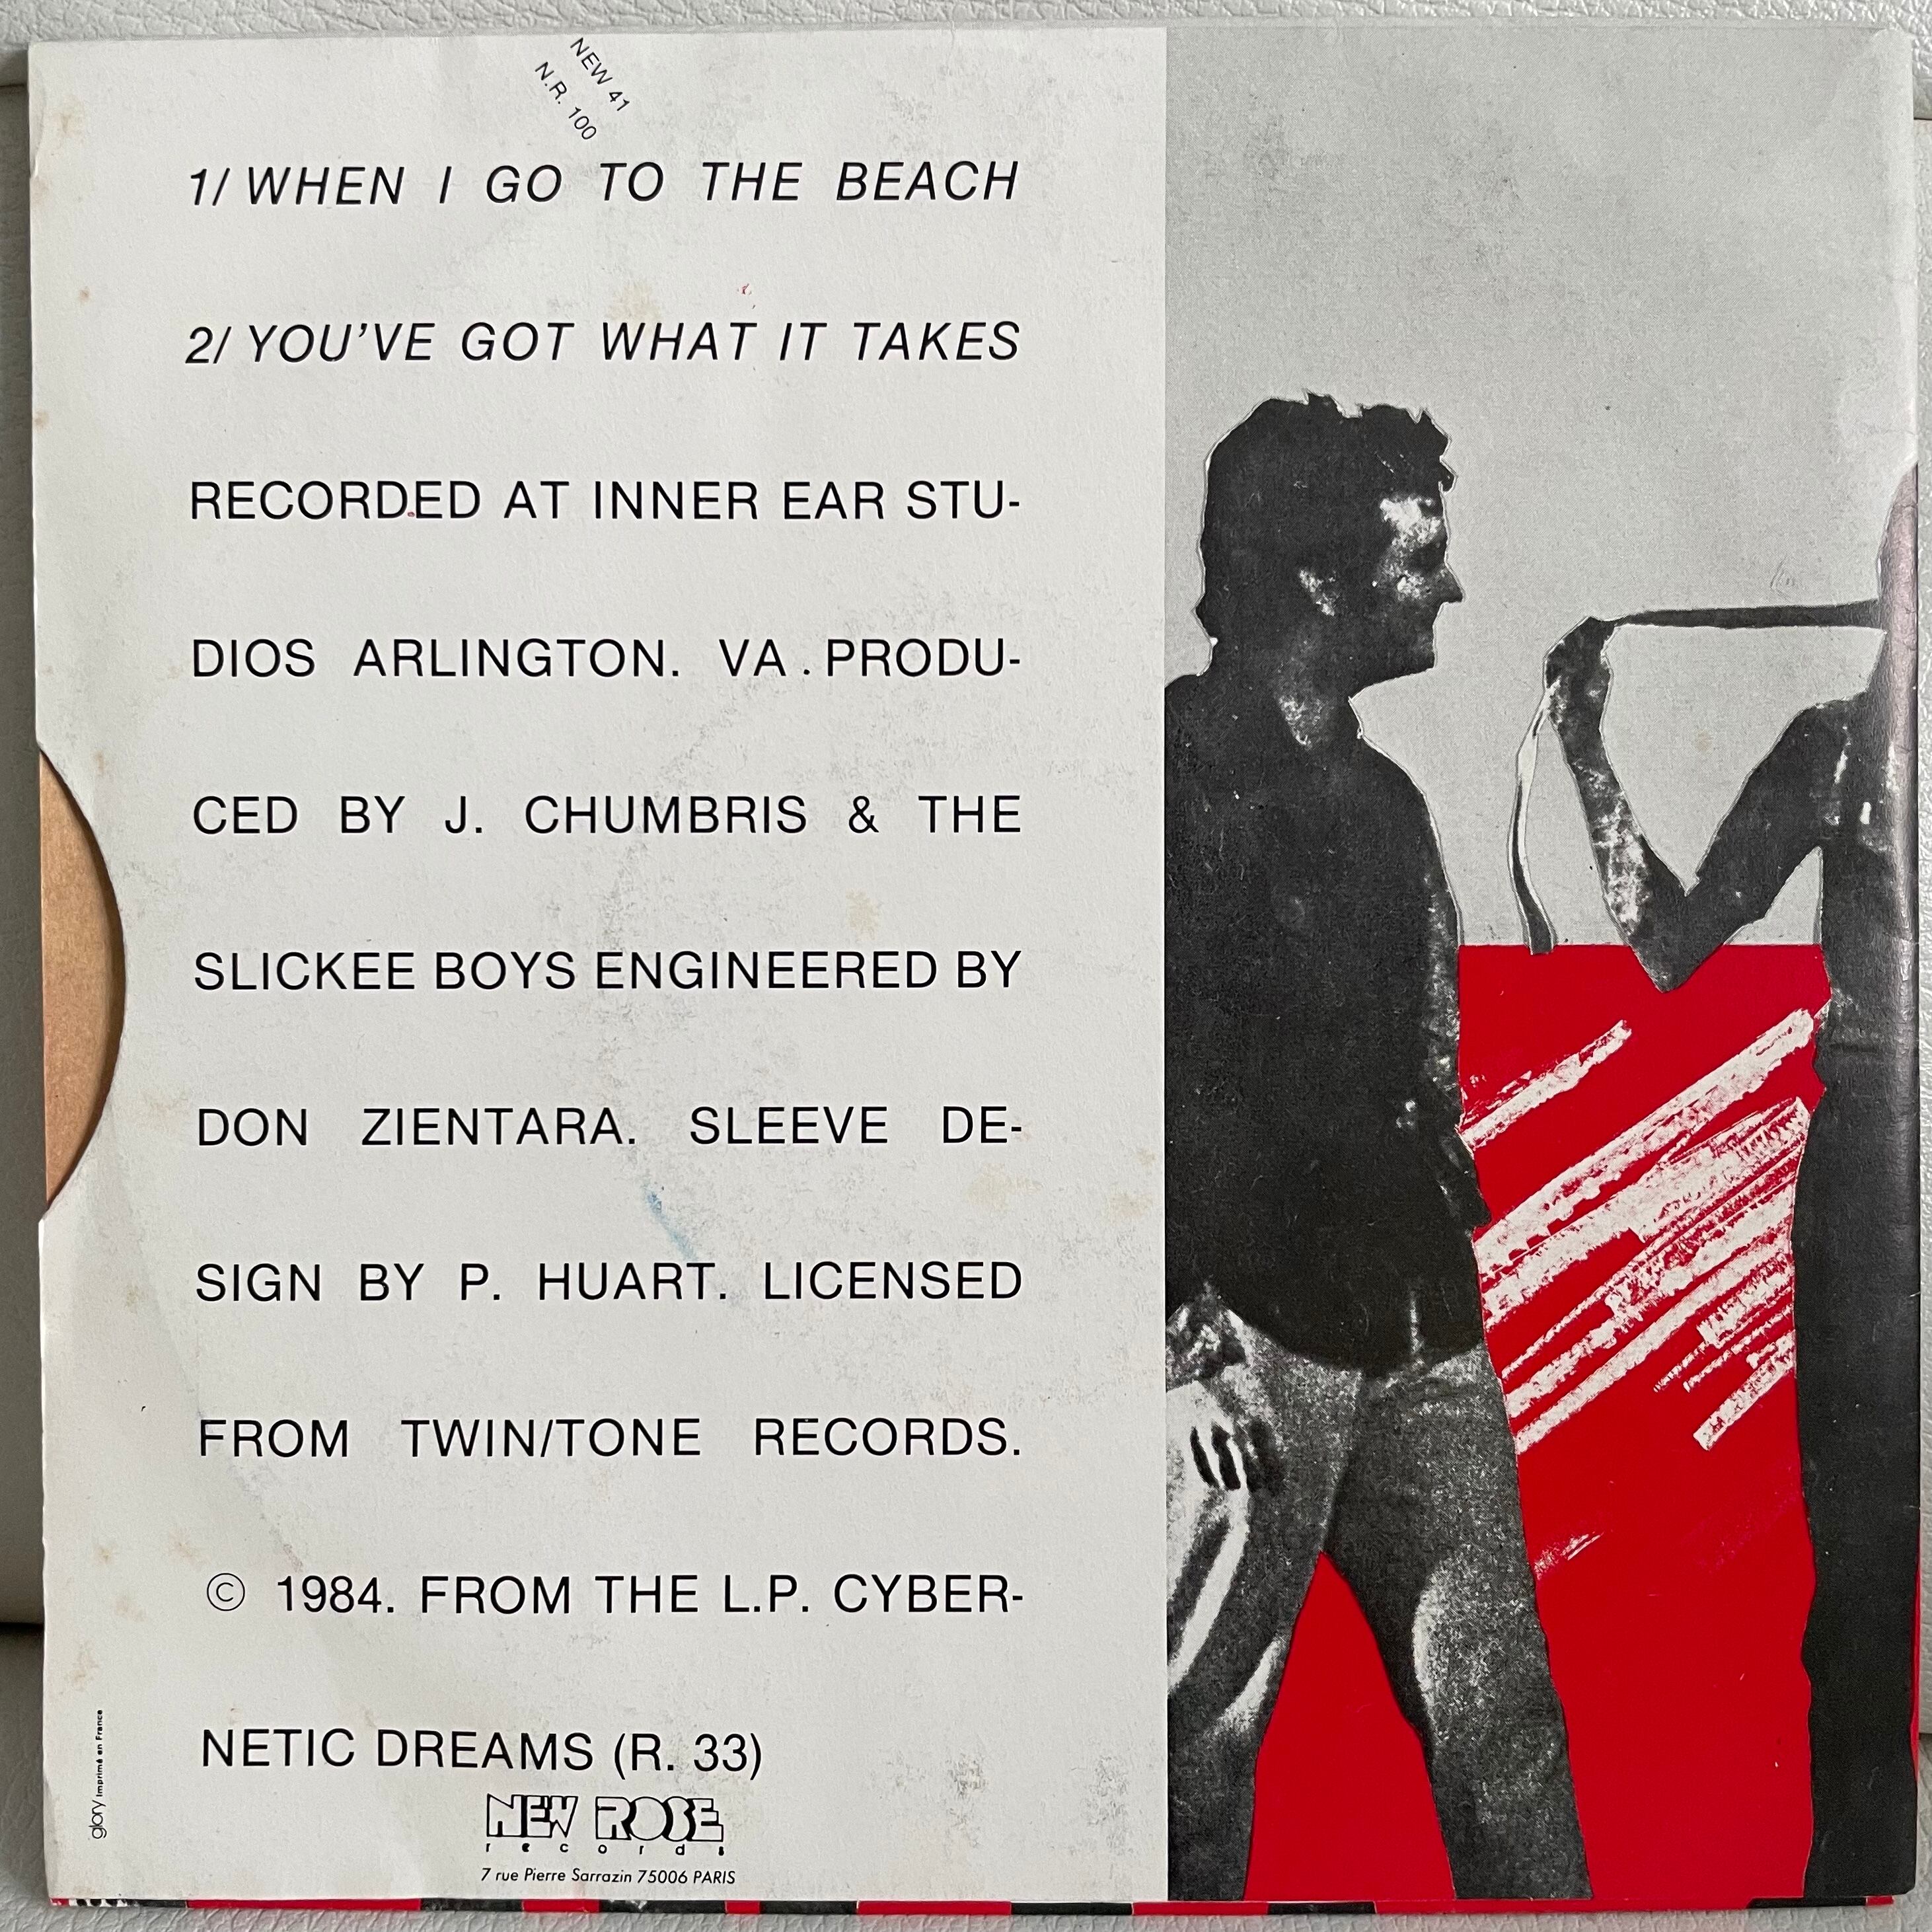 NEW 41
N.R. 100
1/ WHEN I GO TO THE BEACH
2/ YOU'VE GOT WHAT IT TAKES
RECORDED AT INNER EAR STU-
DIOS ARLINGTON. VA . PRODU-
CED BY J. CHUMBRIS & THE
SLICKEE BOYS ENGINEERED BY
DON ZIENTARA. SLEEVE DE-
SIGN BY P. HUART. LICENSED
FROM TWIN/TONE RECORDS.
© 1984. FROM THE L.P. CYBER-
NETIC DREAMS (R. 33)
NEW ROSE
records
7 rue Pierre Sarrazin 75006 PARIS
glory Imprimé en France